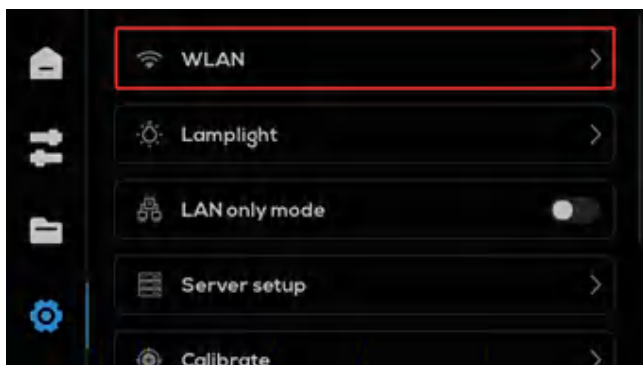 WLAN
Lamplight
LAN only mode
Server setup
Calibrate